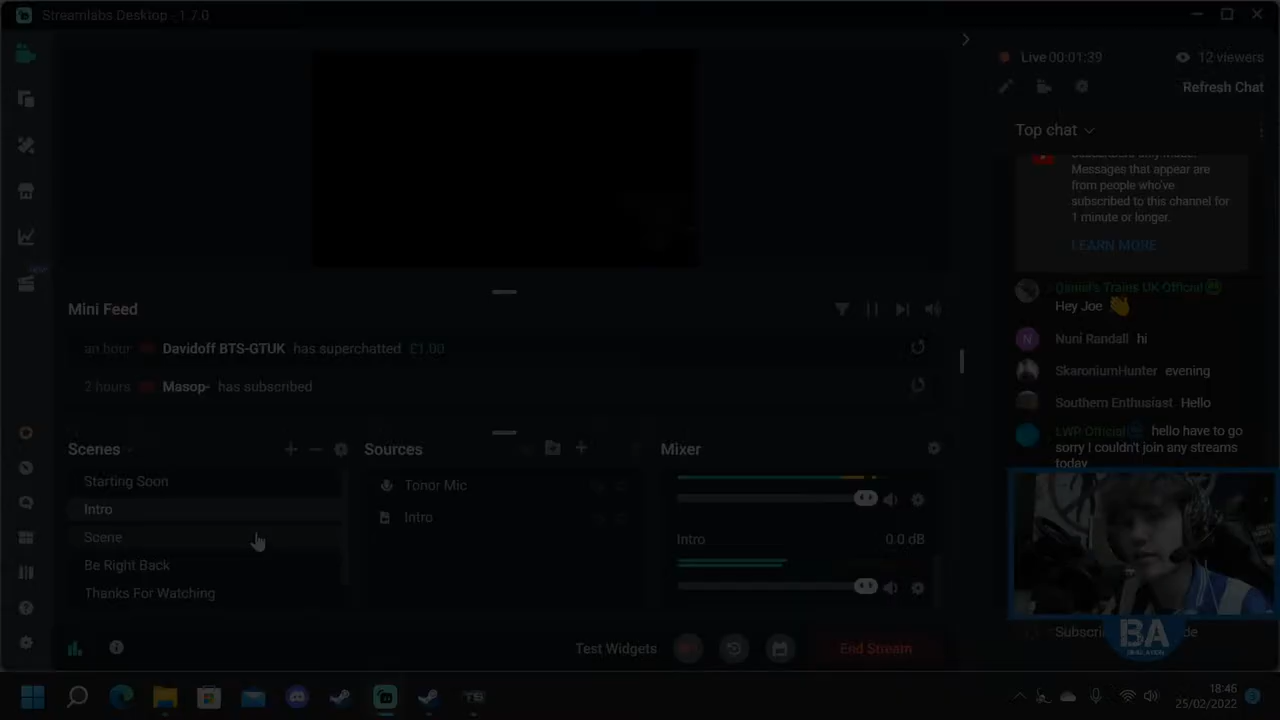 Streamlabs Desktop - 1.7.0
Live 00:01:39
12 viewers
Refresh Chat
Top chat
Messages that appear are
from people who've
subscribed to this channel for
1 minute or longer.
LEARN MORE
Daniel's Trains UK Official
Hey Joe
N
Nuni Randall hi
SkaroniumHunter evening
Southern Enthusiast Hello
LWP Official hello have to go
sorry I couldn't join any streams
today
Mini Feed
an hour Davidoff BTS-GTUK has superchatted £1.00
2 hours Masop- has subscribed
Scenes
Starting Soon
Intro
Scene
Be Right Back
Thanks For Watching
Sources
Tonor Mic
Intro
Mixer
Intro 0.0 dB
Test Widgets
End Stream
BA
SIMULATION
18:46
25/02/2022
3